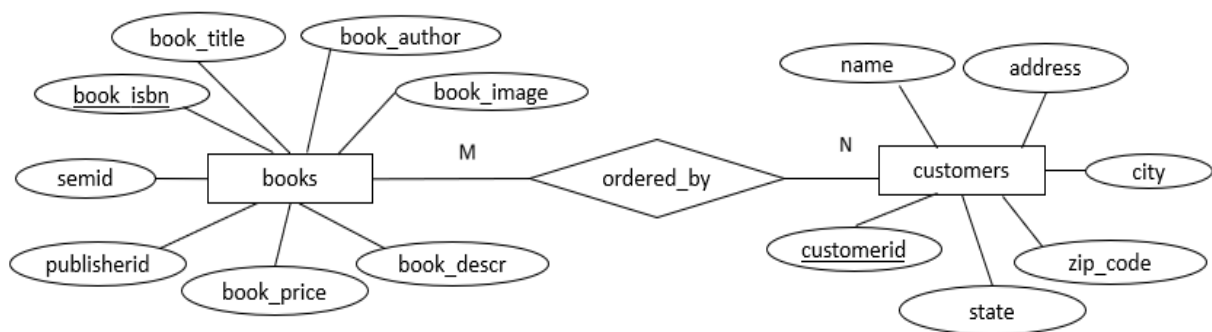 book_title
book_author
book_isbn
book_image
semid
books
publisherid
book_price
book_descr
M
ordered_by
N
name
address
customers
city
customerid
zip_code
state